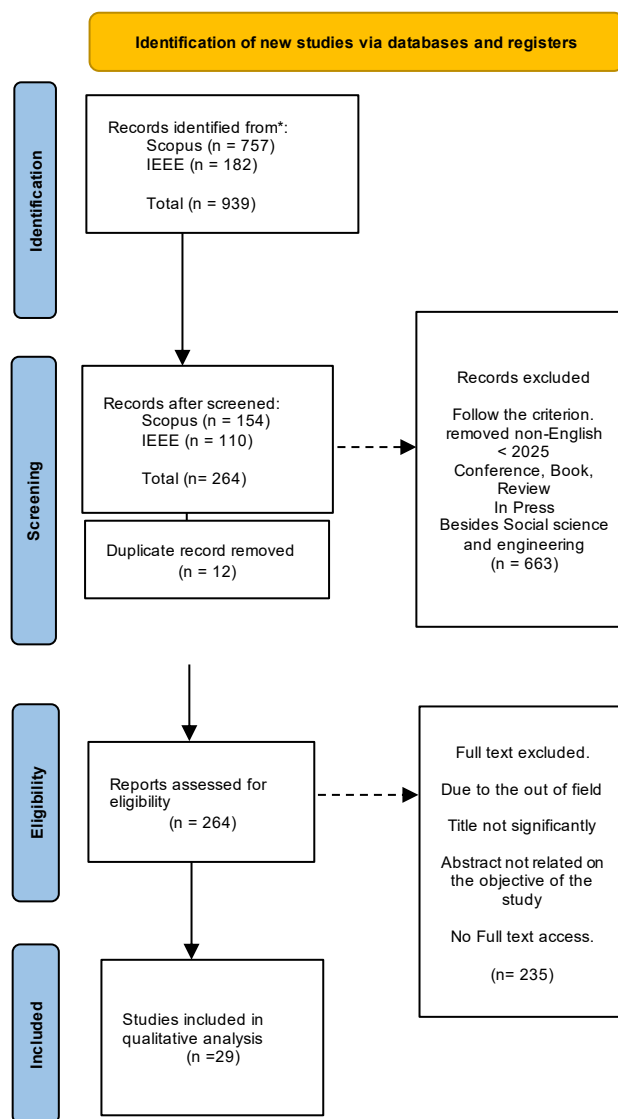 Identification of new studies via databases and registers
Identification
Records identified from*:
Scopus (n = 757)
IEEE (n = 182)
Total (n = 939)
Screening
Records after screened:
Scopus (n = 154)
IEEE (n = 110)
Total (n= 264)
Duplicate record removed
(n = 12)
Records excluded
Follow the criterion.
removed non-English
< 2025
Conference, Book,
Review
In Press
Besides Social science
and engineering
(n = 663)
Eligibility
Reports assessed for
eligibility
(n = 264)
Full text excluded.
Due to the out of field
Title not significantly
Abstract not related on
the objective of the
study
No Full text access.
(n= 235)
Included
Studies included in
qualitative analysis
(n =29)